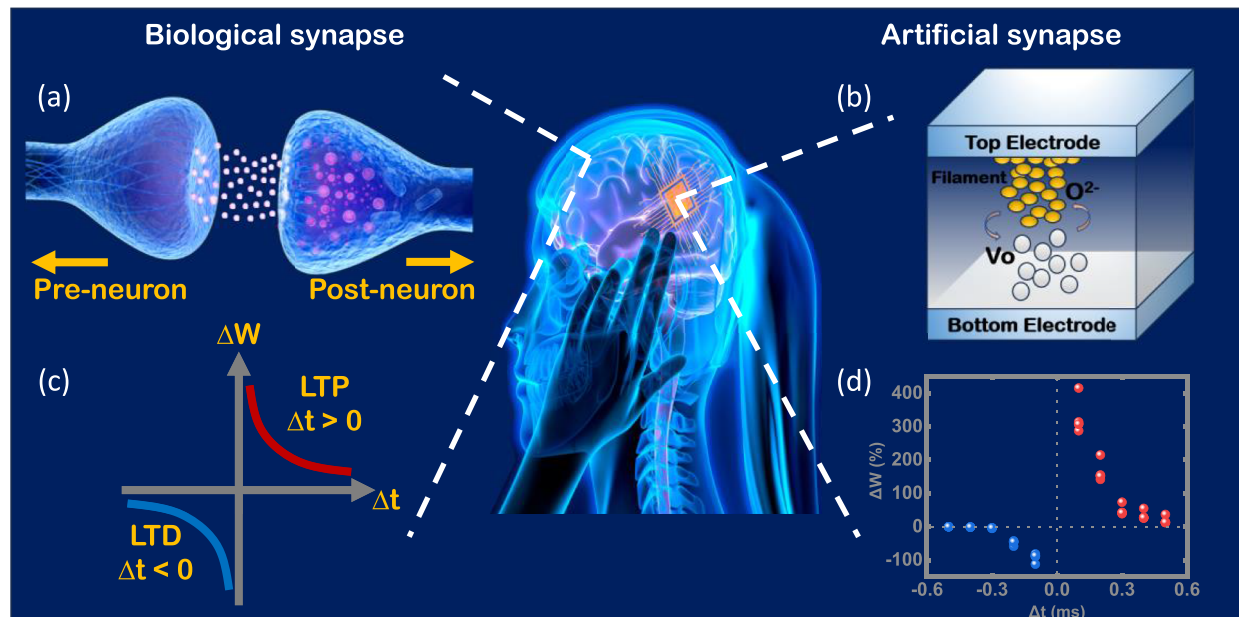 Biological synapse
Artificial synapse
(a)
Pre-neuron
Post-neuron
(b)
Top Electrode
Filament
O²⁻
Vo
Bottom Electrode
(c)
ΔW
LTP
Δt > 0
Δt
LTD
Δt < 0
(d)
ΔW (%)
400
300
200
100
0
-100
-0.6
-0.3
0.0
0.3
0.6
Δt (ms)